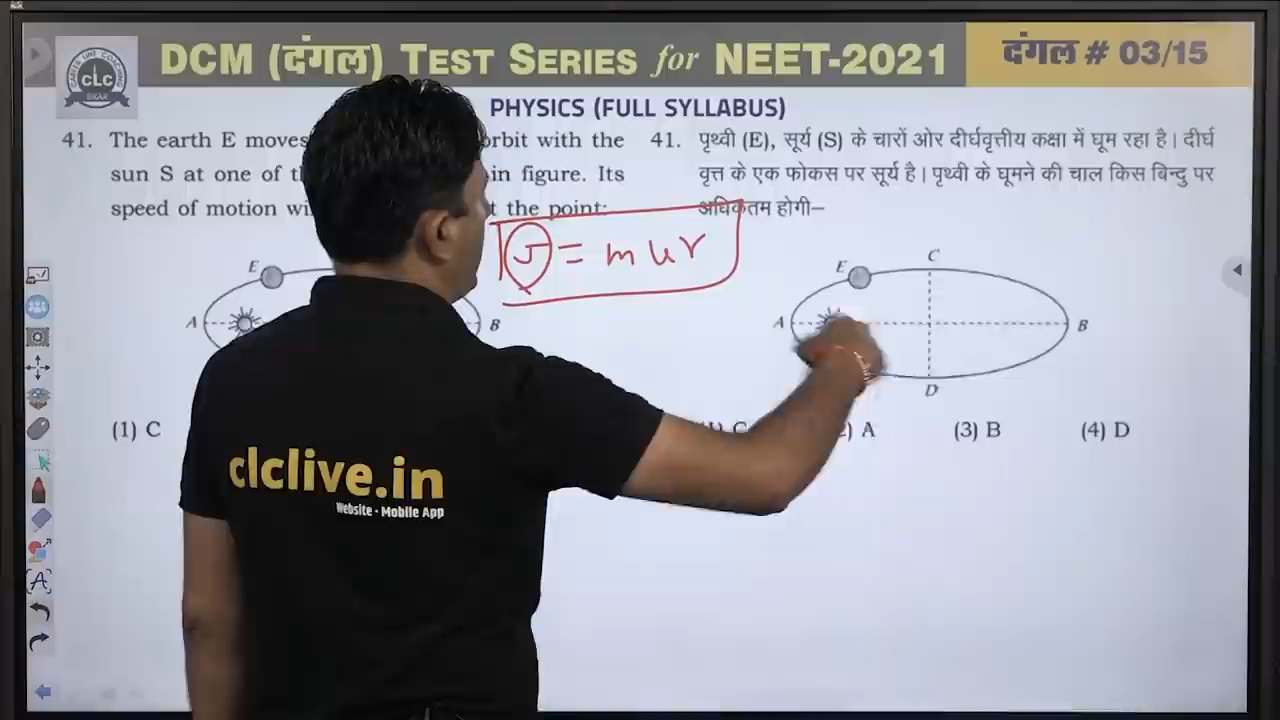 DCM (दंगल) TEST SERIES for NEET-2021
दंगल # 03/15
CLC
SIKAR
PHYSICS (FULL SYLLABUS)
41. The earth E moves orbit with the
sun S at one of in figure. Its
speed of motion the point:
E
A
B
(1) C
41. पृथ्वी (E), सूर्य (S) के चारों ओर दीर्घवृत्तीय कक्षा में घूम रहा है। दीर्घ
वृत्त के एक फोकस पर सूर्य है। पृथ्वी के घूमने की चाल किस बिन्दु पर
अधिकतम होगी–
J = m u r
E
C
A
B
D
A (3) B (4) D
clclive.in
Website - Mobile App